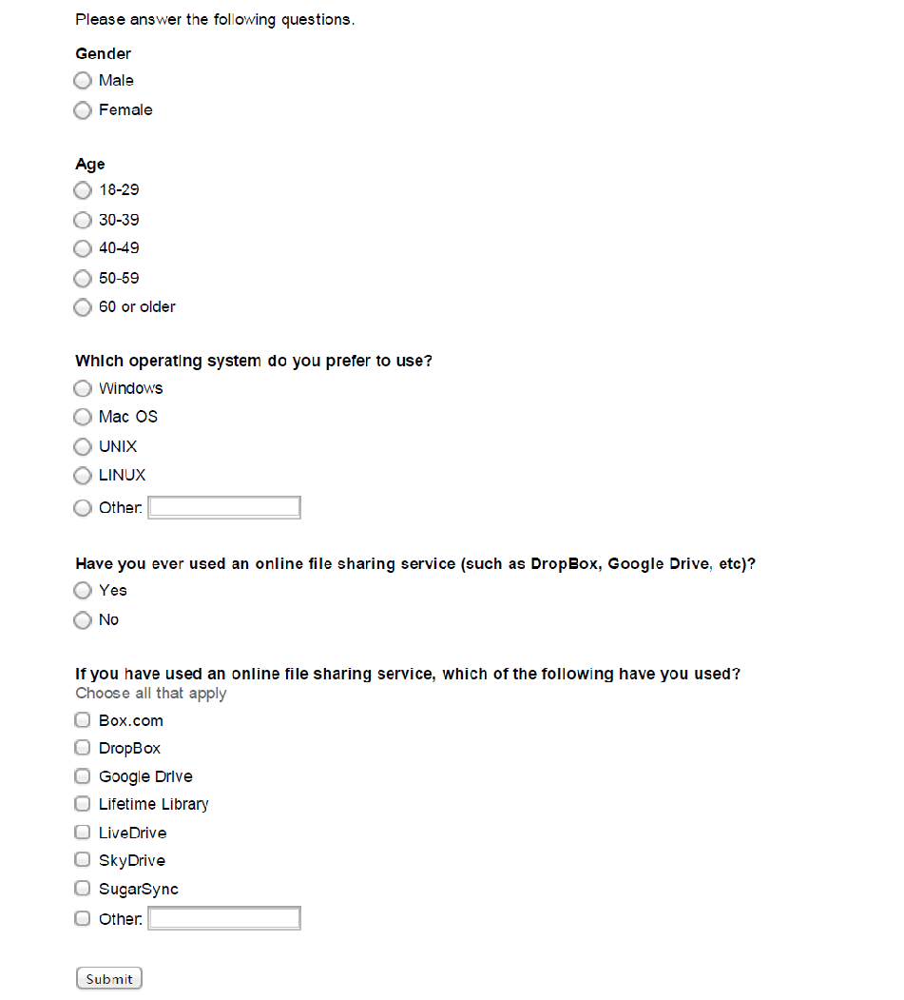 Please answer the following questions.
Gender
Male
Female
Age
18-29
30-39
40-49
50-59
60 or older
Which operating system do you prefer to use?
Windows
Mac OS
UNIX
LINUX
Other:
Have you ever used an online file sharing service (such as DropBox, Google Drive, etc)?
Yes
No
If you have used an online file sharing service, which of the following have you used?
Choose all that apply
Box.com
DropBox
Google Drive
Lifetime Library
LiveDrive
SkyDrive
SugarSync
Other:
Submit